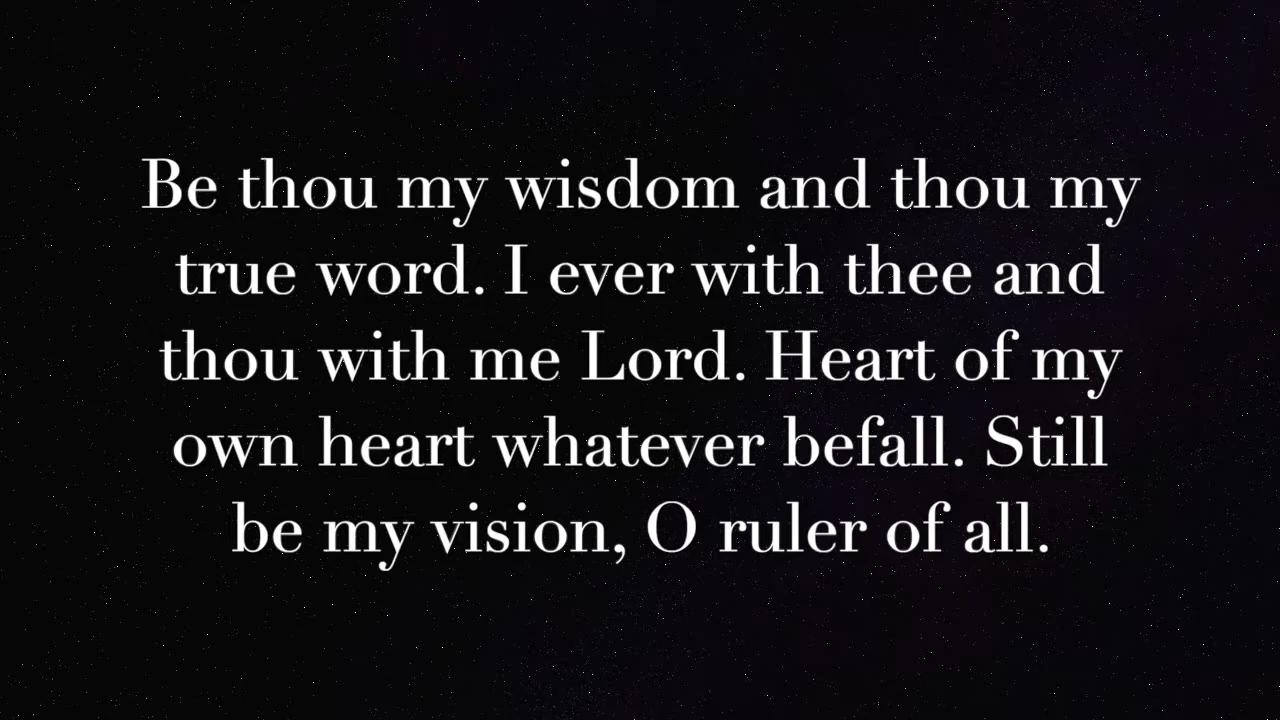 Be thou my wisdom and thou my
true word. I ever with thee and
thou with me Lord. Heart of my
own heart whatever befall. Still
be my vision, O ruler of all.